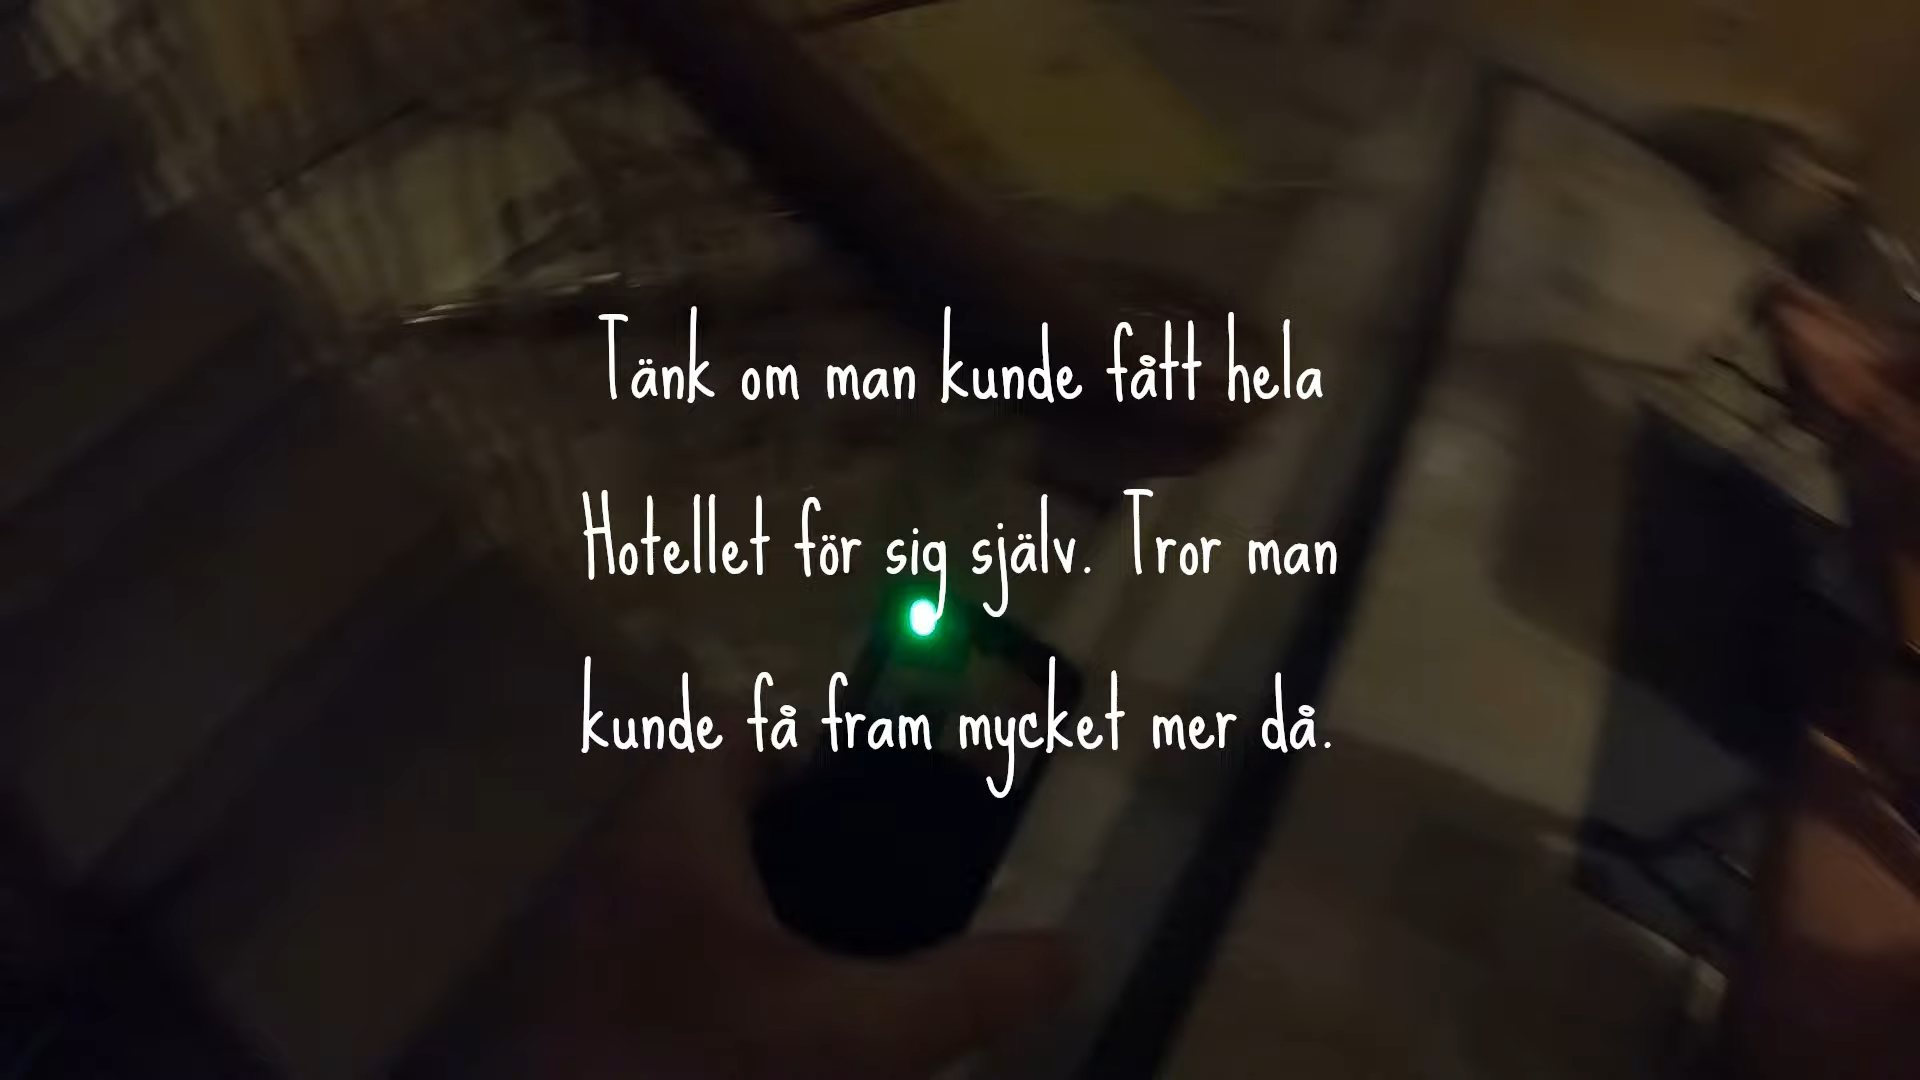 Tänk om man kunde fått hela
Hotellet för sig själv. Tror man
kunde få fram mycket mer då.